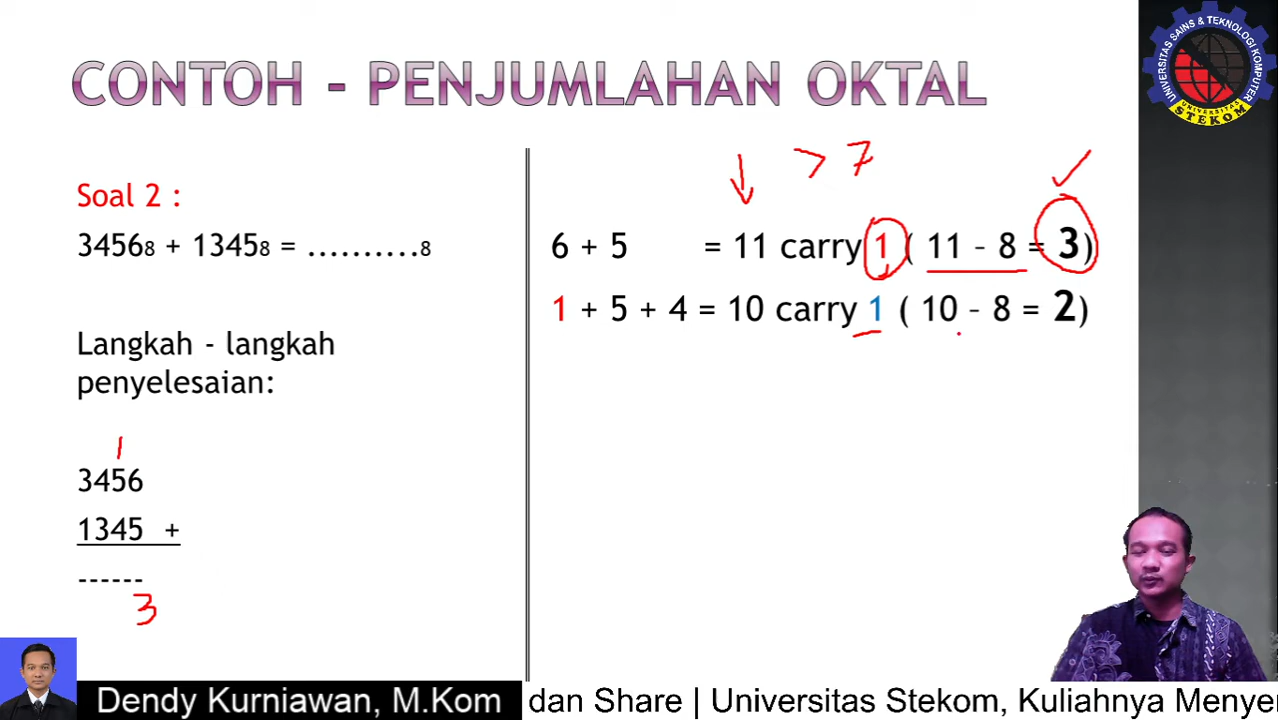 UNIVERSITAS SAINS & TEKNOLOGI KOMPUTER
UNIVERSITAS
STEKOM
CONTOH - PENJUMLAHAN OKTAL
Soal 2 :
3456₈ + 1345₈ = ..........₈
Langkah - langkah
penyelesaian:
1
3456
1345 +
------
3
> 7
6 + 5 = 11 carry 1 ( 11 - 8 = 3)
1 + 5 + 4 = 10 carry 1 ( 10 - 8 = 2)
Dendy Kurniawan, M.Kom
dan Share | Universitas Stekom, Kuliahnya Menye